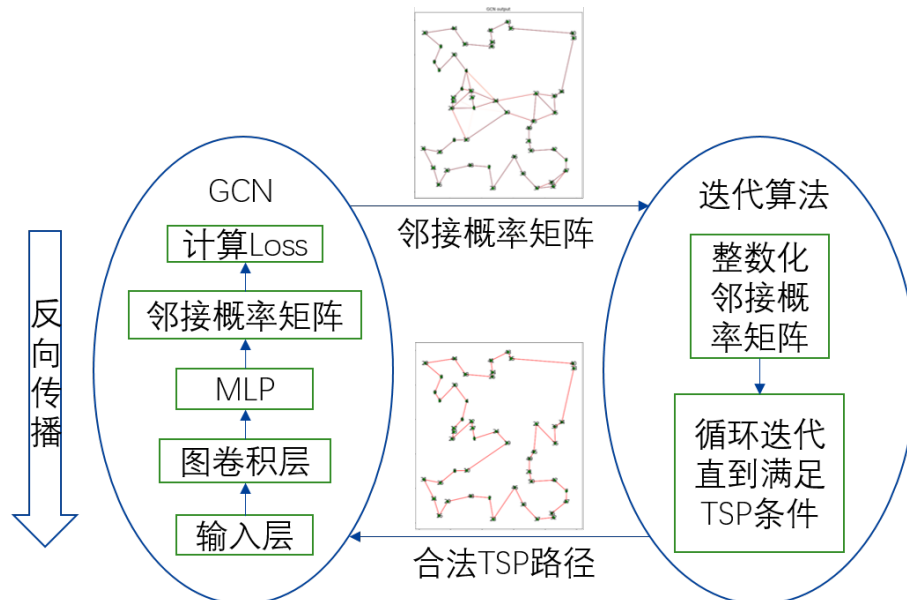 GCN output
GCN
计算Loss
邻接概率矩阵
MLP
图卷积层
输入层
反
向
传
播
邻接概率矩阵
合法TSP路径
迭代算法
整数化
邻接概
率矩阵
循环迭代
直到满足
TSP条件